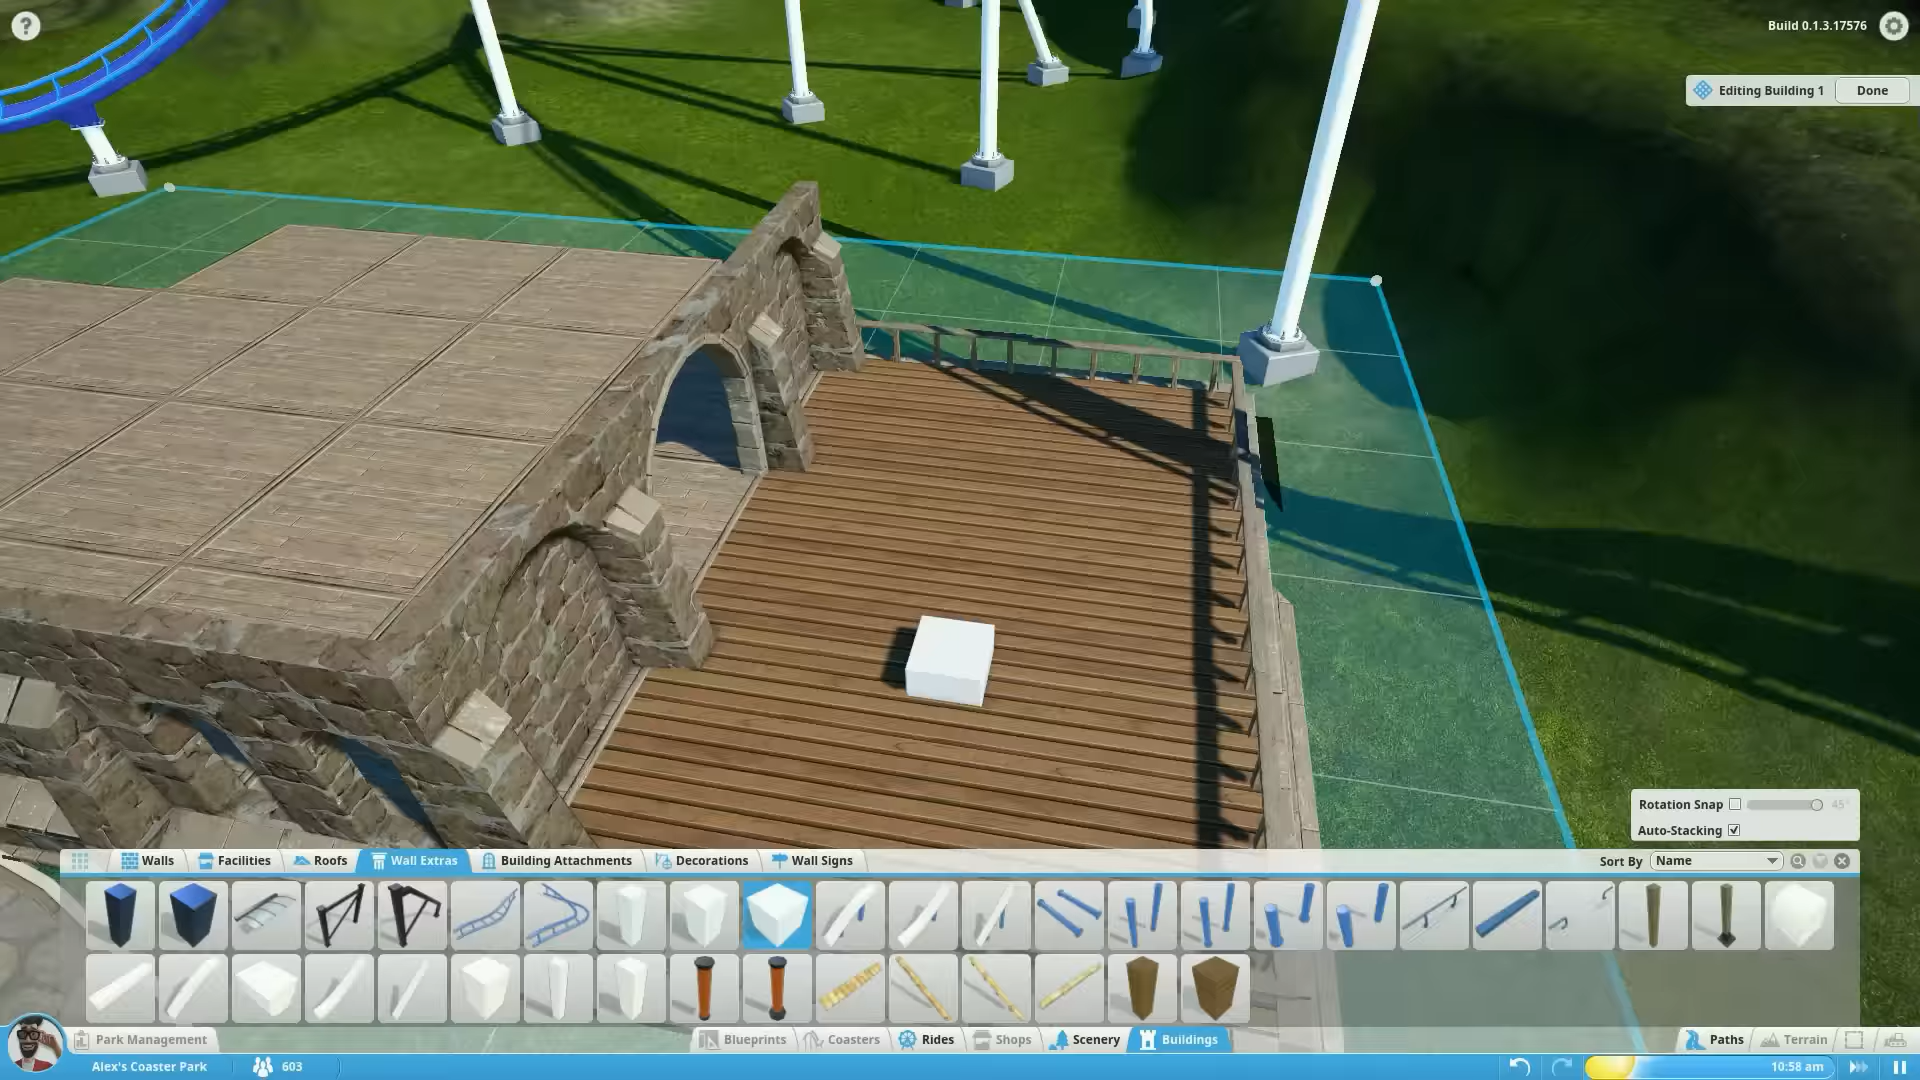 ?
Build 0.1.3.17576
Editing Building 1
Done
Rotation Snap
45°
Auto-Stacking
Walls
Facilities
Roofs
Wall Extras
Building Attachments
Decorations
Wall Signs
Sort By
Name
Park Management
Blueprints
Coasters
Rides
Shops
Scenery
Buildings
Paths
Terrain
Alex's Coaster Park
603
10:58 am